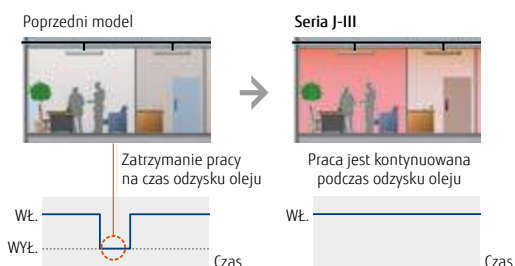 Poprzedni model
Seria J-III
Zatrzymanie pracy
na czas odzysku oleju
Praca jest kontynuowana
podczas odzysku oleju
WŁ.
WYŁ.
Czas
WŁ.
Czas